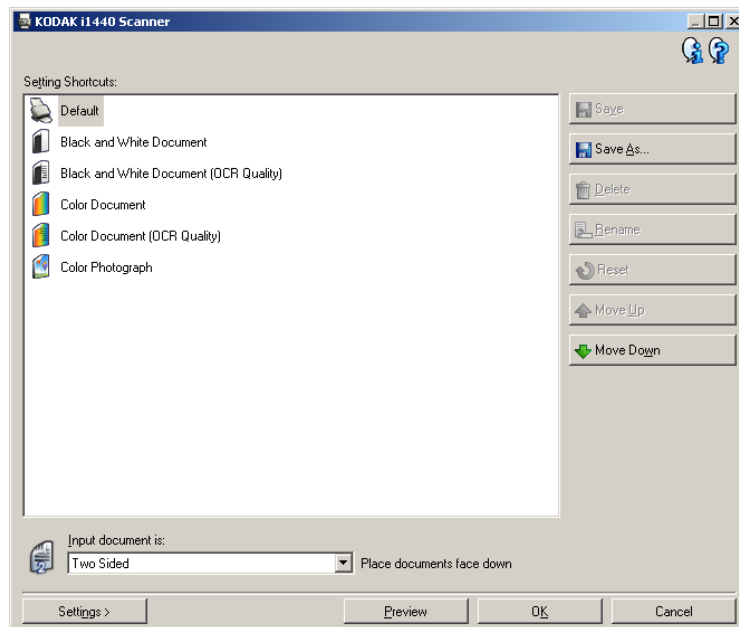 KODAK i1440 Scanner
Setting Shortcuts:
Default
Black and White Document
Black and White Document (OCR Quality)
Color Document
Color Document (OCR Quality)
Color Photograph
Save
Save As...
Delete
Rename
Reset
Move Up
Move Down
Input document is:
Two Sided
Place documents face down
Settings >
Preview
OK
Cancel